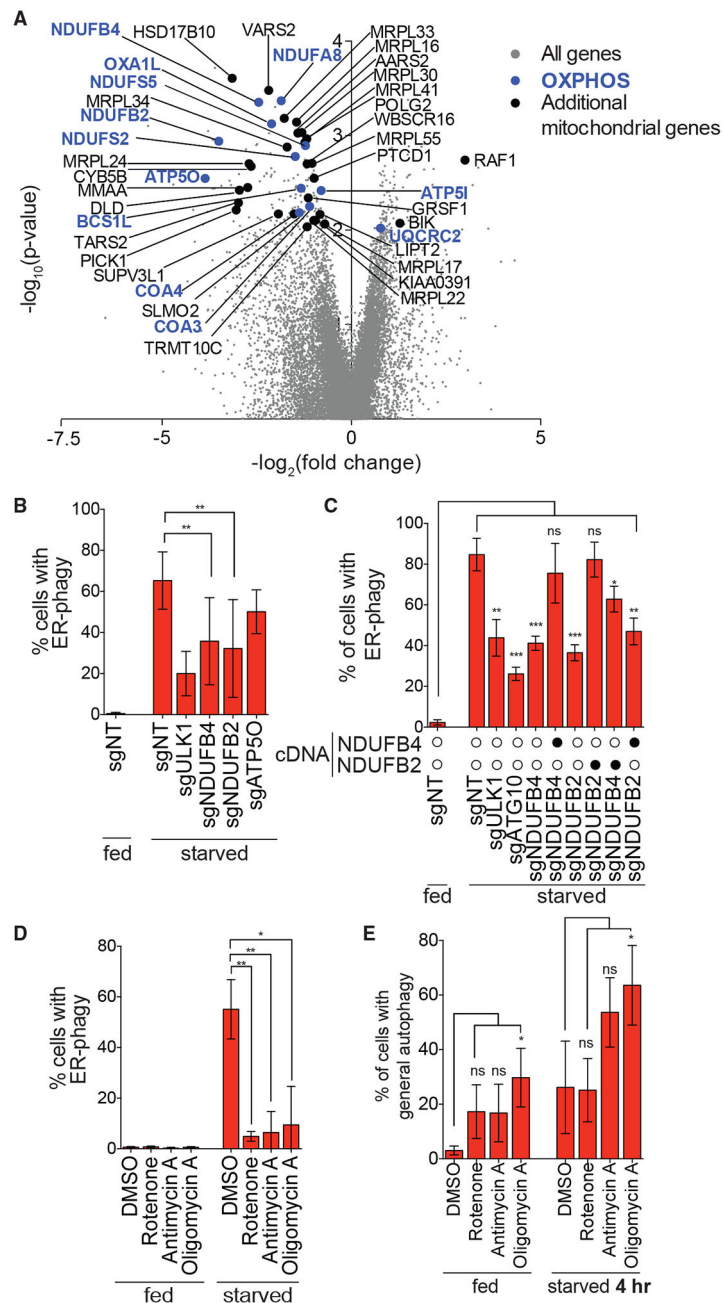 A
NDUFB4
HSD17B10
VARS2
NDUFA8
MRPL33
MRPL16
AARS2
MRPL30
MRPL41
POLG2
WBSCR16
MRPL55
PTCD1
OXA1L
NDUFS5
MRPL34
NDUFB2
NDUFS2
MRPL24
CYB5B
ATP5O
MMAA
DLD
BCS1L
TARS2
PICK1
SUPV3L1
COA4
SLMO2
COA3
TRMT10C
RAF1
ATP5I
GRSF1
BIK
UQCRC2
LIPT2
MRPL17
KIAA0391
MRPL22
All genes
OXPHOS
Additional
mitochondrial genes
4
3
2
1
-log10(p-value)
-7.5 -5 0 5
-log2(fold change)
B
100
80
60
40
20
0
% cells with
ER-phagy
**
**
sgNT
sgNT
sgULK1
sgNDUFB4
sgNDUFB2
sgATP5O
fed
starved
C
100
80
60
40
20
0
% of cells with
ER-phagy
** *** *** ns *** ns * **
cDNA
NDUFB4
NDUFB2
sgNT
sgNT
sgULK1
sgATG10
sgNDUFB4
sgNDUFB4
sgNDUFB2
sgNDUFB2
sgNDUFB4
sgNDUFB2
fed
starved
D
80
60
40
20
0
% cells with
ER-phagy
*
**
**
DMSO
Rotenone
Antimycin A
Oligomycin A
DMSO
Rotenone
Antimycin A
Oligomycin A
fed
starved
E
80
60
40
20
0
% of cells with
general autophagy
ns ns * ns ns *
DMSO
Rotenone
Antimycin A
Oligomycin A
DMSO
Rotenone
Antimycin A
Oligomycin A
fed
starved 4 hr